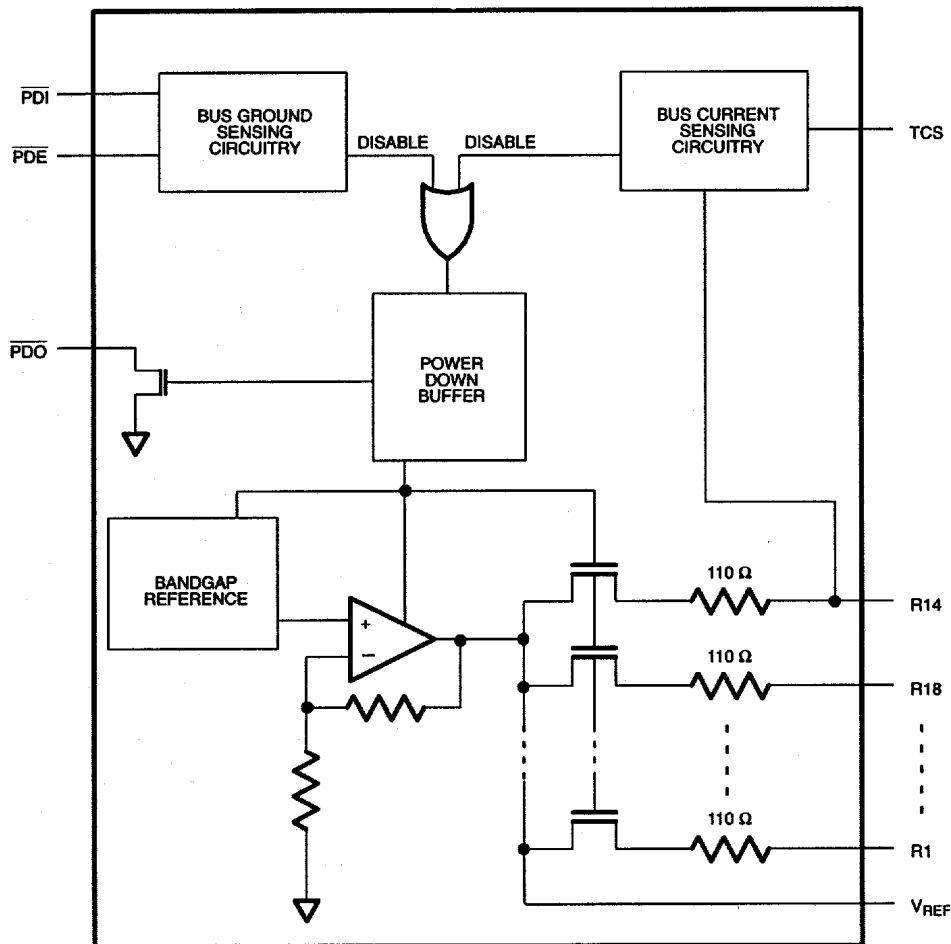 PDI
BUS GROUND
SENSING
CIRCUITRY
DISABLE
DISABLE
BUS CURRENT
SENSING
CIRCUITRY
TCS
PDE
PDO
POWER
DOWN
BUFFER
BANDGAP
REFERENCE
+
−
110 Ω
R14
110 Ω
R18
110 Ω
R1
VREF